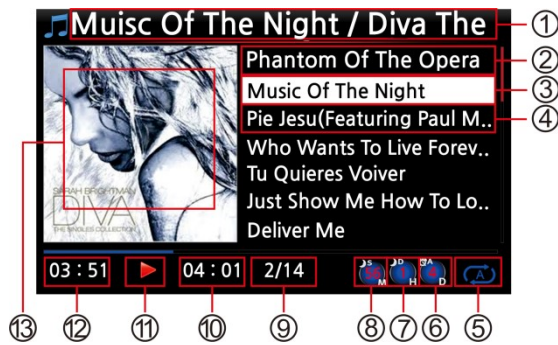 Muisc Of The Night / Diva The
①
Phantom Of The Opera
②
Music Of The Night
③
Pie Jesu(Featuring Paul M..
④
Who Wants To Live Forev..
Tu Quieres Voiver
Just Show Me How To Lo..
Deliver Me
SARAH BRIGHTMAN
DIVA
THE SINGLES COLLECTION
03 : 51
04 : 01
2/14
S 56 M
D 1 H
A 4 D
A
⑬ ⑫ ⑪ ⑩ ⑨ ⑧ ⑦ ⑥ ⑤